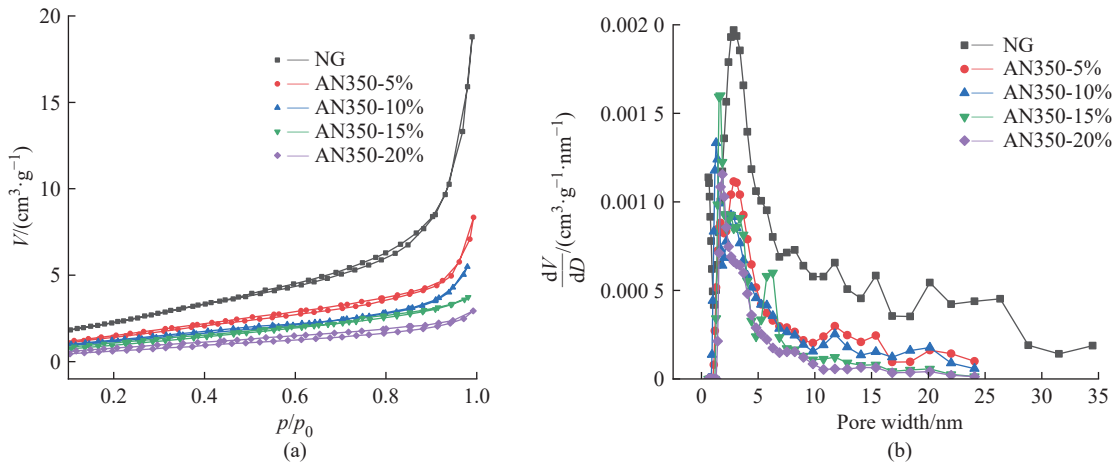 20
15
10
5
0
V/(cm³·g⁻¹)
NG
AN350-5%
AN350-10%
AN350-15%
AN350-20%
0.2
0.4
0.6
0.8
1.0
p/p₀
(a)
0.002 0
0.001 5
0.001 0
0.000 5
0
dV/dD /(cm³·g⁻¹·nm⁻¹)
NG
AN350-5%
AN350-10%
AN350-15%
AN350-20%
0
5
10
15
20
25
30
35
Pore width/nm
(b)